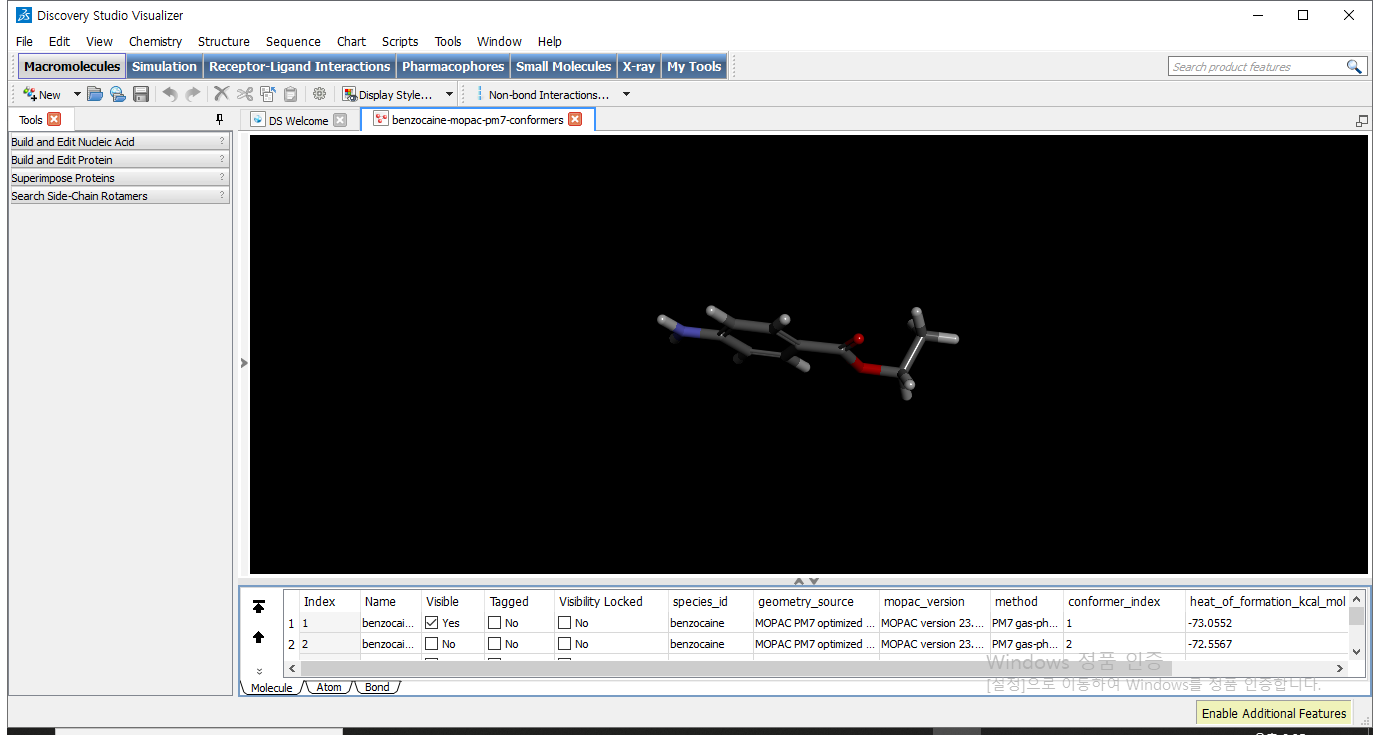 Discovery Studio Visualizer
File Edit View Chemistry Structure Sequence Chart Scripts Tools Window Help
Macromolecules Simulation Receptor-Ligand Interactions Pharmacophores Small Molecules X-ray My Tools Search product features
New Display Style... Non-bond Interactions...
Tools DS Welcome benzocaine-mopac-pm7-conformers
Build and Edit Nucleic Acid ?
Build and Edit Protein ?
Superimpose Proteins ?
Search Side-Chain Rotamers ?
Index Name Visible Tagged Visibility Locked species_id geometry_source mopac_version method conformer_index heat_of_formation_kcal_mol
1 1 benzocai... Yes No No benzocaine MOPAC PM7 optimized ... MOPAC version 23.... PM7 gas-ph... 1 -73.0552
2 2 benzocai... No No No benzocaine MOPAC PM7 optimized ... MOPAC version 23.... PM7 gas-ph... 2 -72.5567
Windows 정품 인증
[설정]으로 이동하여 Windows를 정품 인증합니다.
Molecule Atom Bond
Enable Additional Features